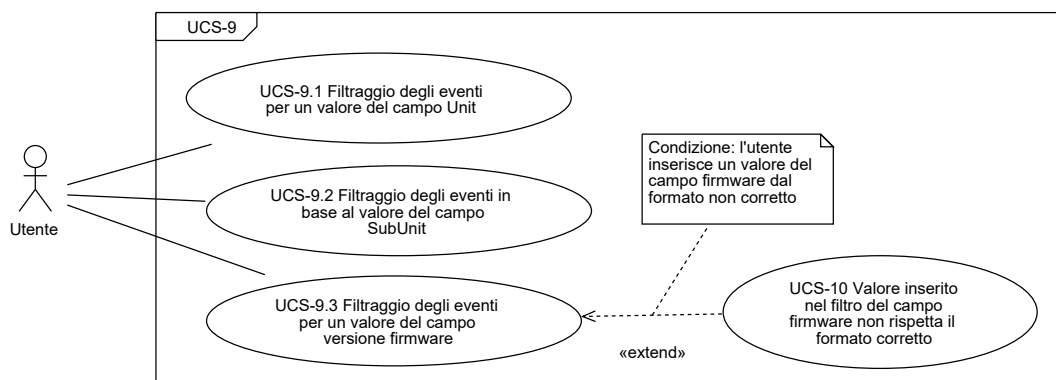 UCS-9
UCS-9.1 Filtraggio degli eventi
per un valore del campo Unit
Condizione: l'utente
inserisce un valore del
campo firmware dal
formato non corretto
Utente
UCS-9.2 Filtraggio degli eventi in
base al valore del campo
SubUnit
UCS-9.3 Filtraggio degli eventi
per un valore del campo
versione firmware
UCS-10 Valore inserito
nel filtro del campo
firmware non rispetta il
formato corretto
«extend»